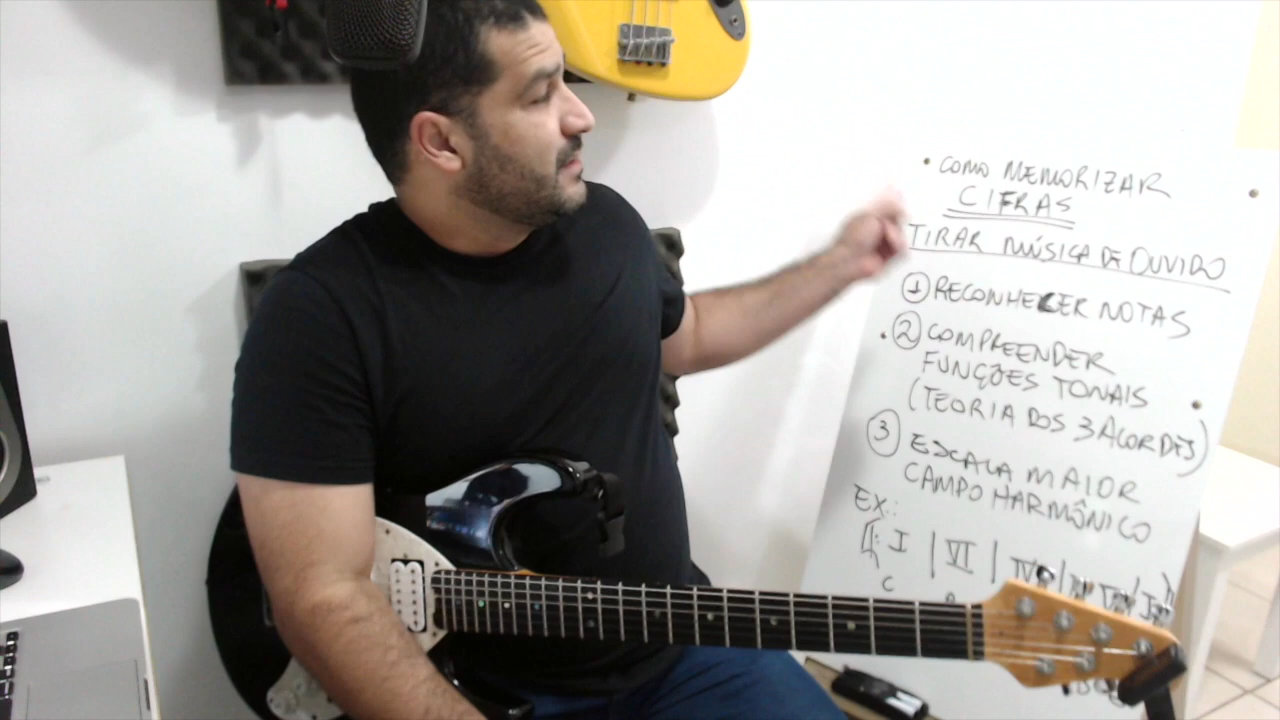 • COMO MEMORIZAR
CIFRAS
TIRAR MÚSICA DE OUVIDO
① RECONHECER NOTAS
• ② COMPREENDER
FUNÇÕES TONAIS
(TEORIA DOS 3 ACORDES)
③ ESCALA MAIOR
CAMPO HARMÔNICO
EX.:
I | VI |
C